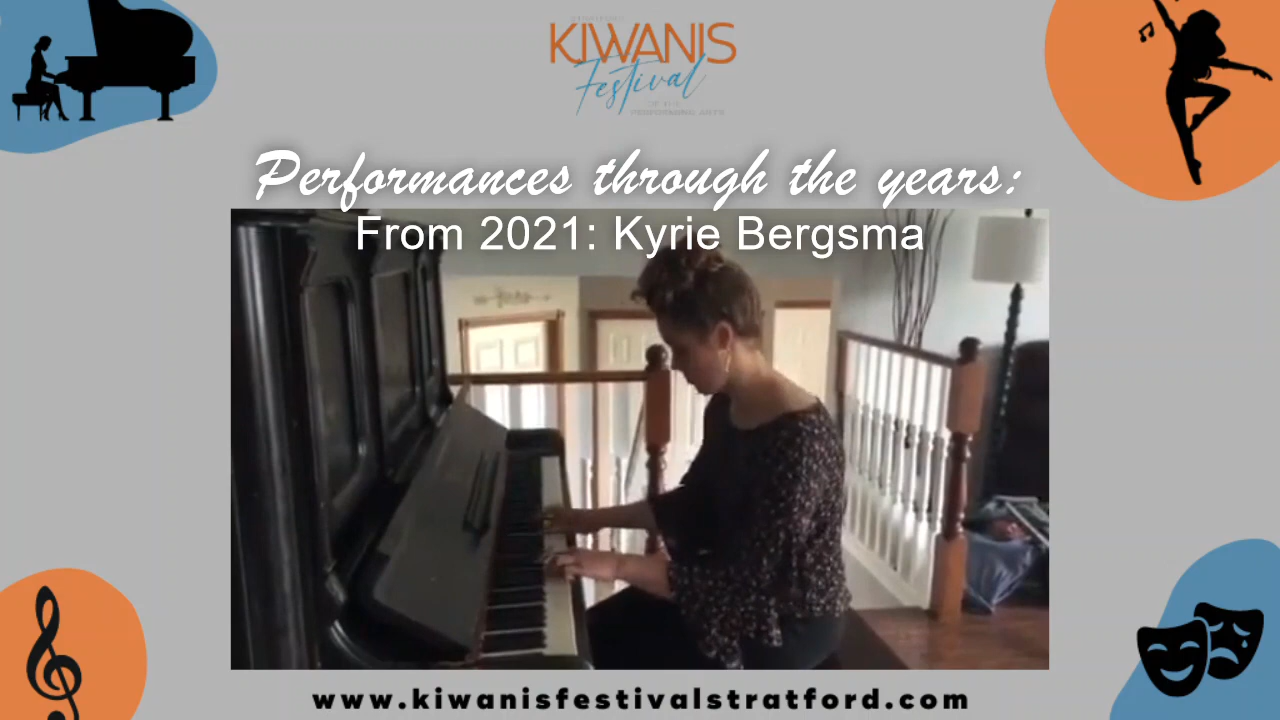 KIWANIS
Festival
PERFORMING ARTS
Performances through the years:
From 2021: Kyrie Bergsma
www.kiwanisfestivalstratford.com